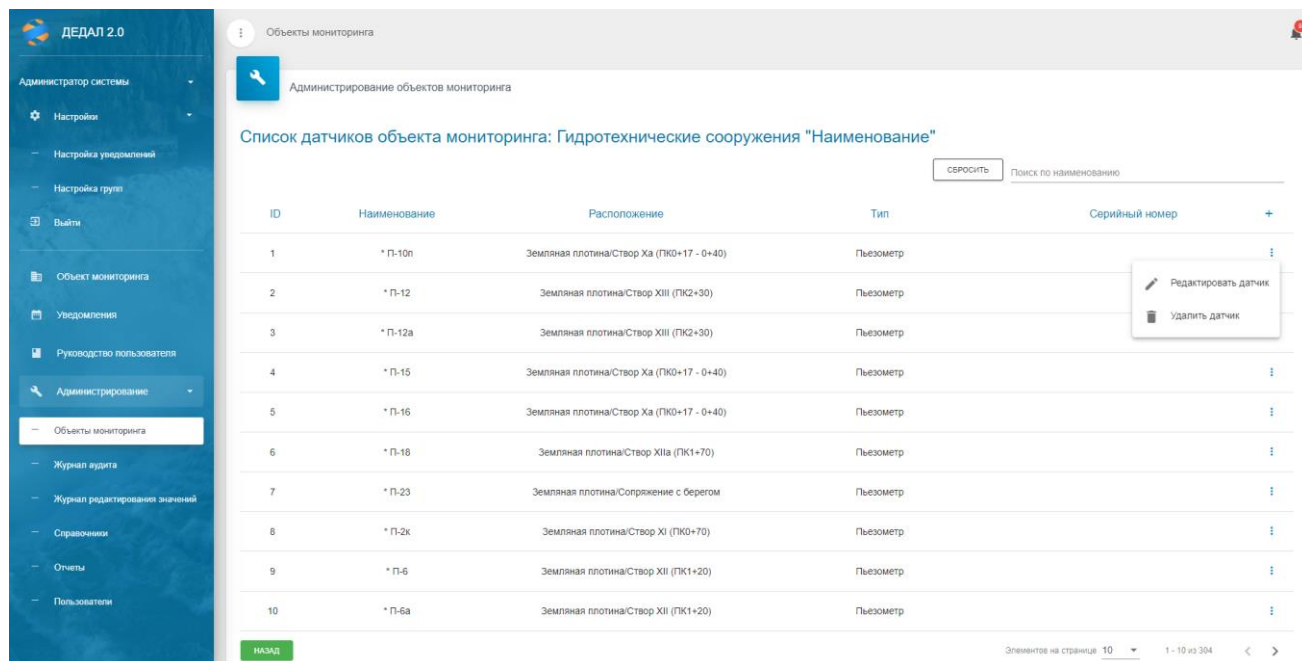 ДЕДАЛ 2.0
Администратор системы
Настройки
Настройка уведомлений
Настройка групп
Выйти
Объект мониторинга
Уведомления
Руководство пользователя
Администрирование
Объекты мониторинга
Журнал аудита
Журнал редактирования значений
Справочники
Отчеты
Пользователи
Объекты мониторинга
Администрирование объектов мониторинга
Список датчиков объекта мониторинга: Гидротехнические сооружения "Наименование"
СБРОСИТЬ Поиск по наименованию
ID Наименование Расположение Тип Серийный номер +
1 * П-10п Земляная плотина/Створ Xa (ПК0+17 - 0+40) Пьезометр
Редактировать датчик
2 * П-12 Земляная плотина/Створ XIII (ПК2+30) Пьезометр
Удалить датчик
3 * П-12а Земляная плотина/Створ XIII (ПК2+30) Пьезометр
4 * П-15 Земляная плотина/Створ Xa (ПК0+17 - 0+40) Пьезометр
5 * П-16 Земляная плотина/Створ Xa (ПК0+17 - 0+40) Пьезометр
6 * П-18 Земляная плотина/Створ XIIа (ПК1+70) Пьезометр
7 * П-23 Земляная плотина/Сопряжение с берегом Пьезометр
8 * П-2к Земляная плотина/Створ XI (ПК0+70) Пьезометр
9 * П-6 Земляная плотина/Створ XII (ПК1+20) Пьезометр
10 * П-6а Земляная плотина/Створ XII (ПК1+20) Пьезометр
НАЗАД Элементов на странице 10 1 - 10 из 304